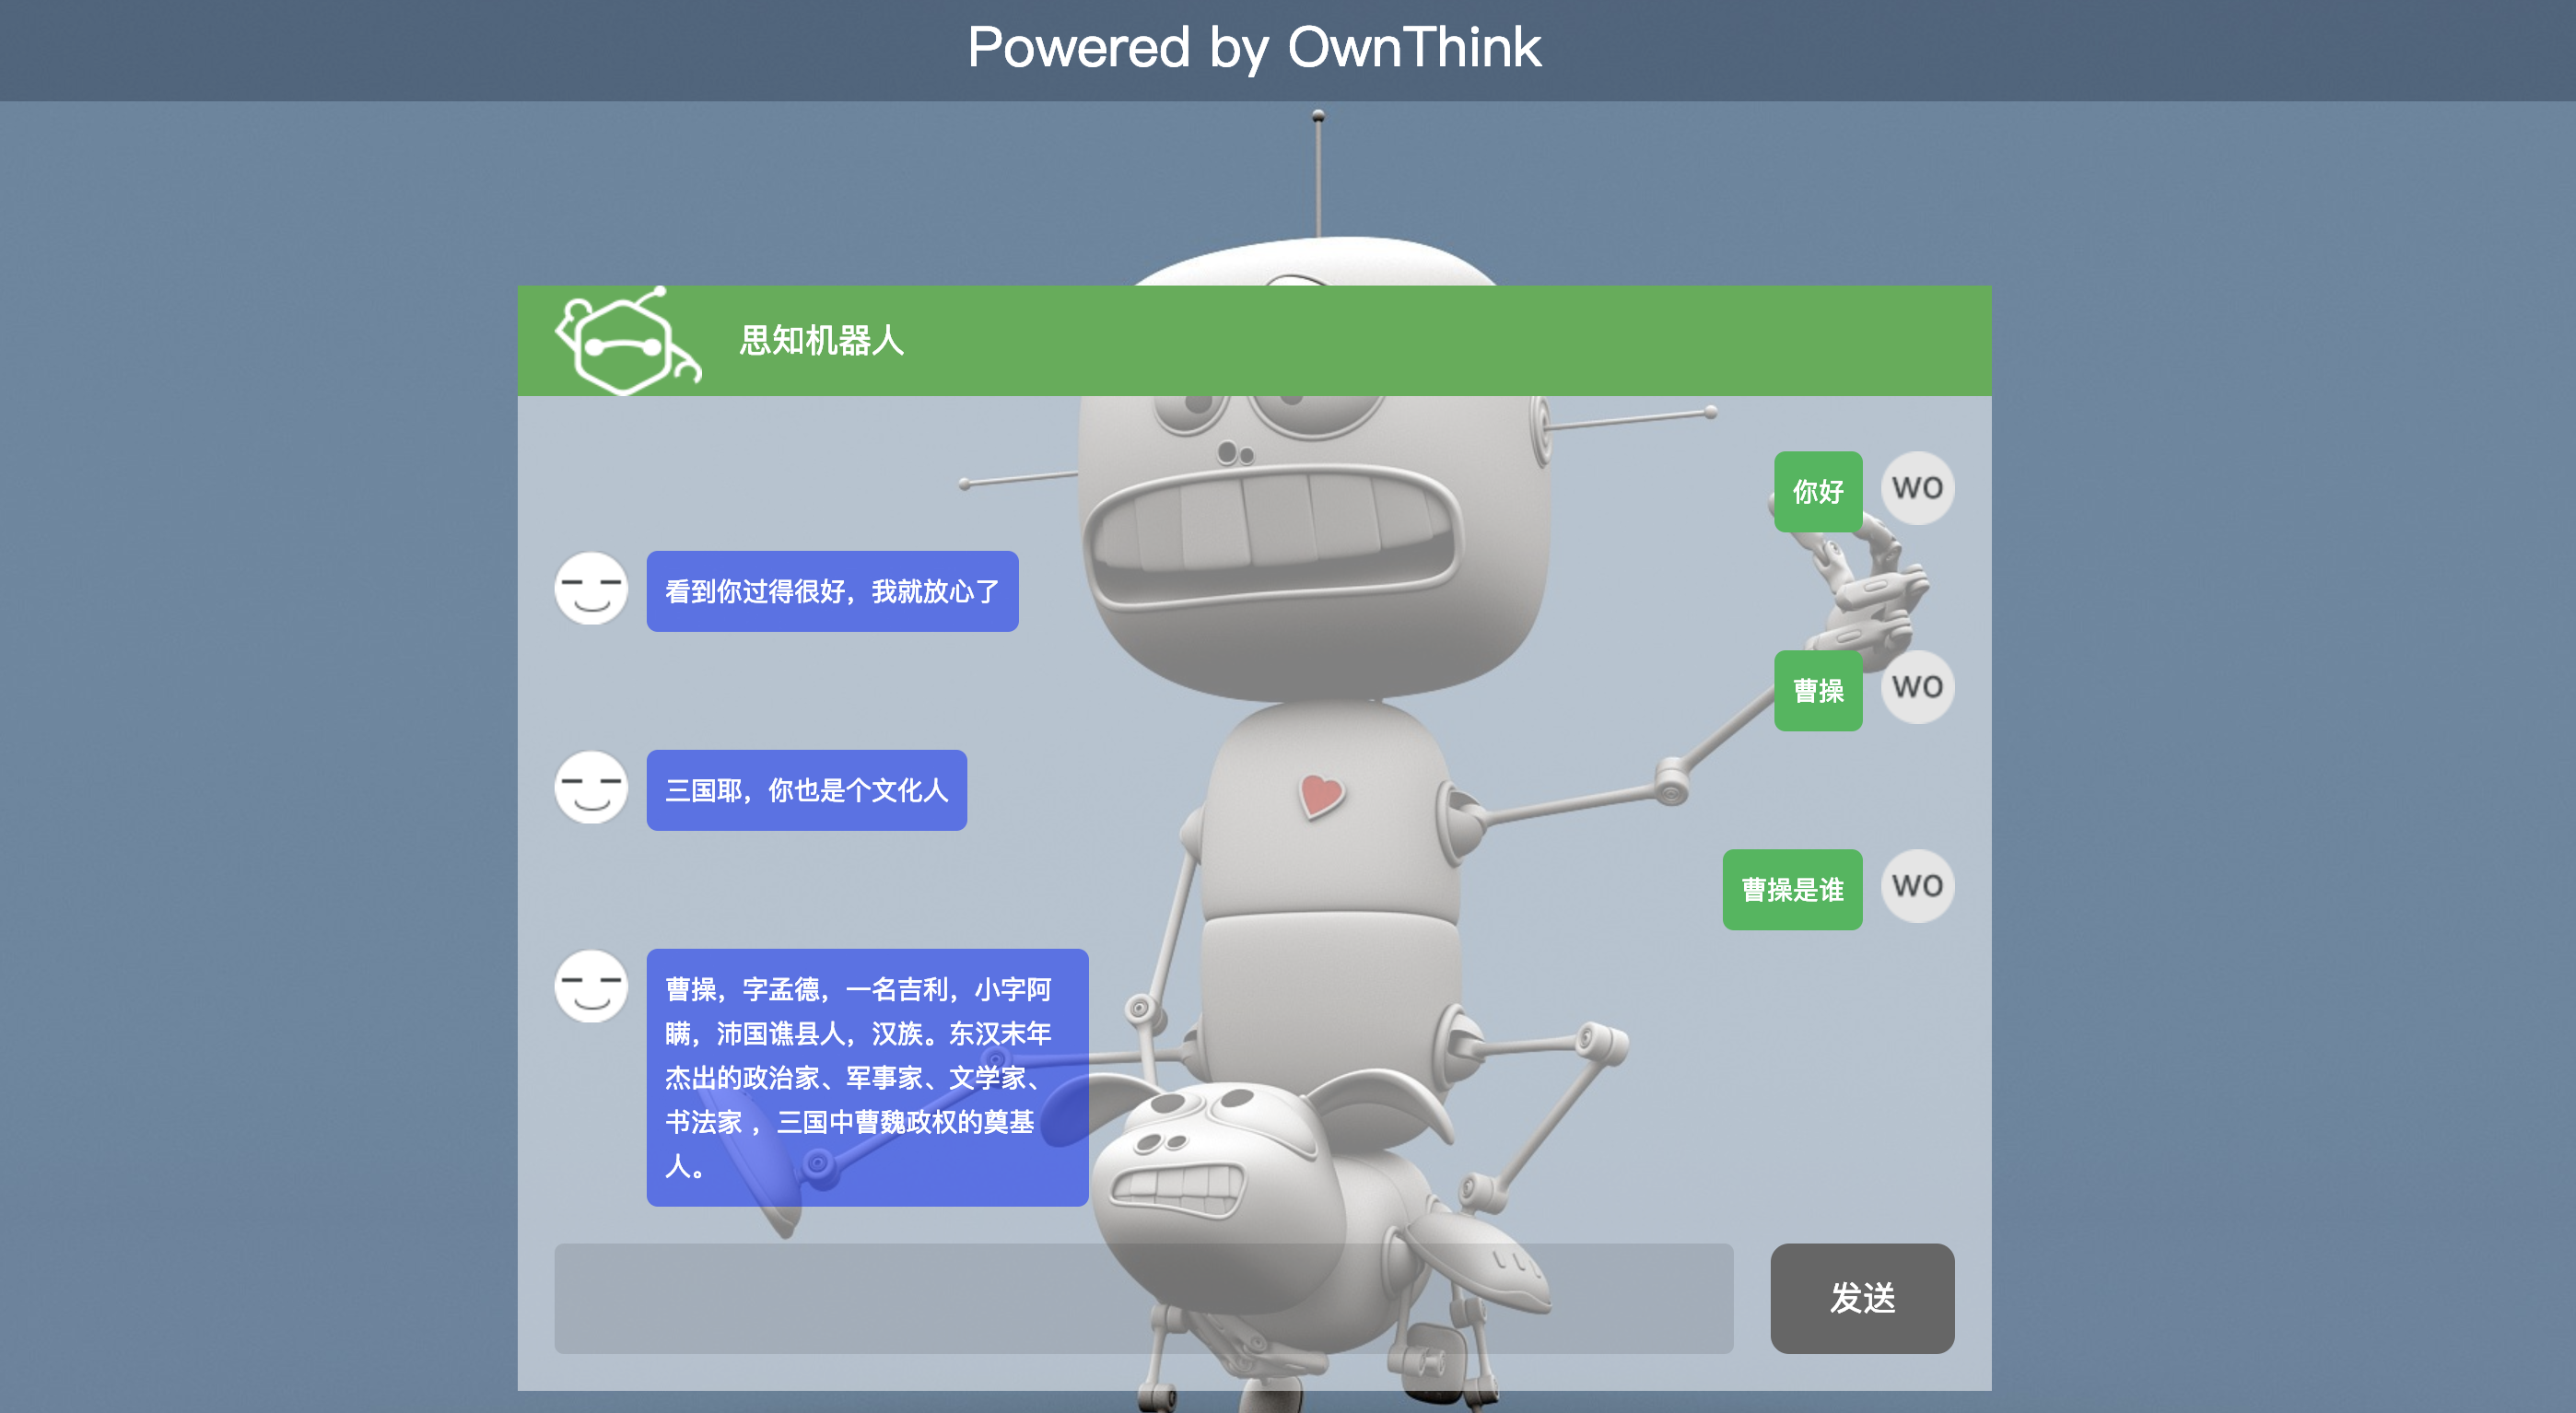 Powered by OwnThink
思知机器人
你好
WO
看到你过得很好，我就放心了
曹操
WO
三国耶，你也是个文化人
曹操是谁
WO
曹操，字孟德，一名吉利，小字阿
瞒，沛国谯县人，汉族。东汉末年
杰出的政治家、军事家、文学家、
书法家 ，三国中曹魏政权的奠基
人。
发送